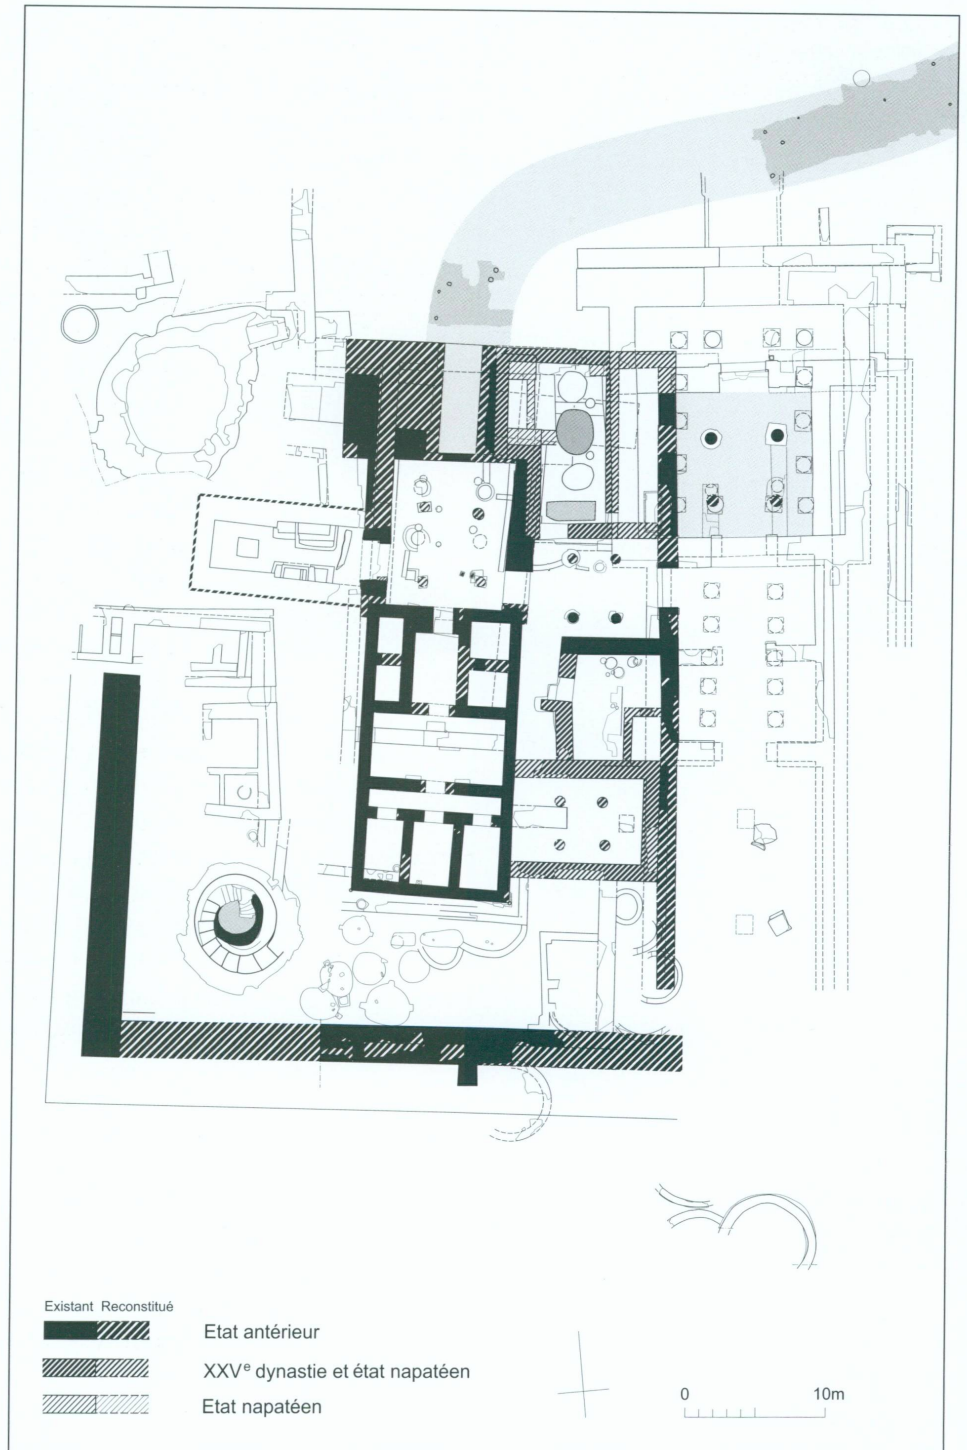 Existant Reconstitué
Etat antérieur
XXVe dynastie et état napatéen
Etat napatéen
0 10m